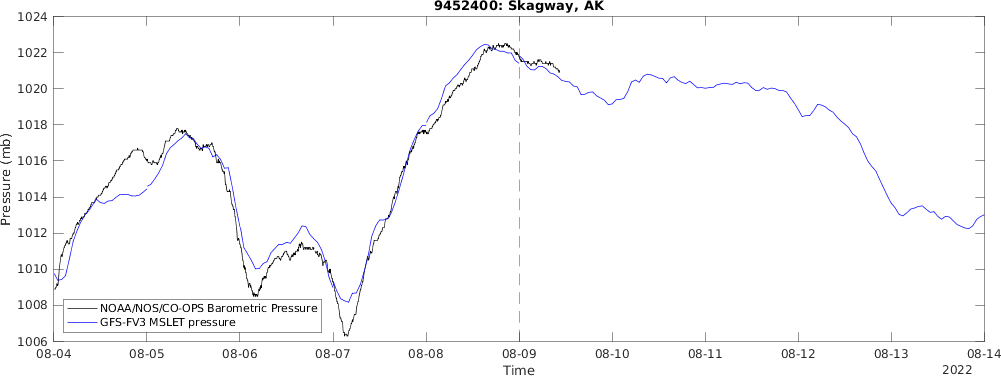 9452400: Skagway, AK
Pressure (mb)
1024
1022
1020
1018
1016
1014
1012
1010
1008
1006
NOAA/NOS/CO-OPS Barometric Pressure
GFS-FV3 MSLET pressure
08-04 08-05 08-06 08-07 08-08 08-09 08-10 08-11 08-12 08-13 08-14
Time
2022